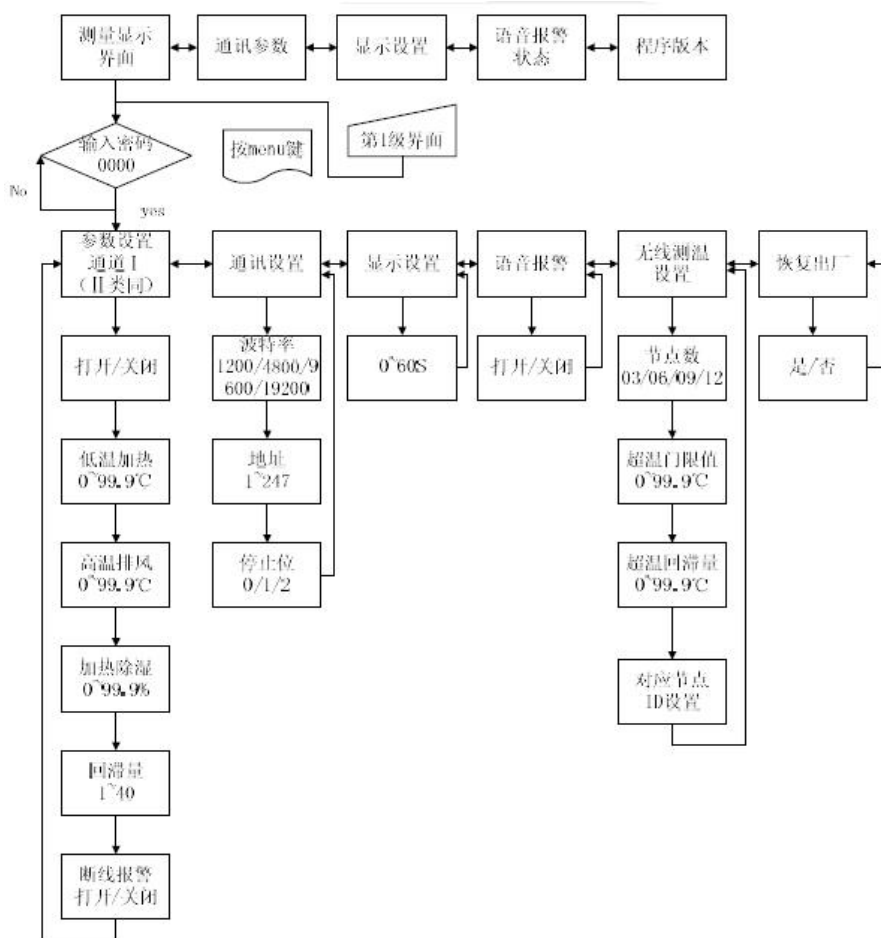 测量显示
界面
通讯参数
显示设置
语音报警
状态
程序版本
输入密码
0000
按menu键
第1级界面
No
yes
参数设置
通道Ⅰ
(Ⅱ类同)
通讯设置
显示设置
语音报警
无线测温
设置
恢复出厂
打开/关闭
波特率
1200/4800/9
600/19200
0~60S
打开/关闭
节点数
03/06/09/12
是/否
低温加热
0~99.9℃
地址
1~247
超温门限值
0~99.9℃
高温排风
0~99.9℃
停止位
0/1/2
超温回滞量
0~99.9℃
加热除湿
0~99.9%
对应节点
ID设置
回滞量
1~40
断线报警
打开/关闭